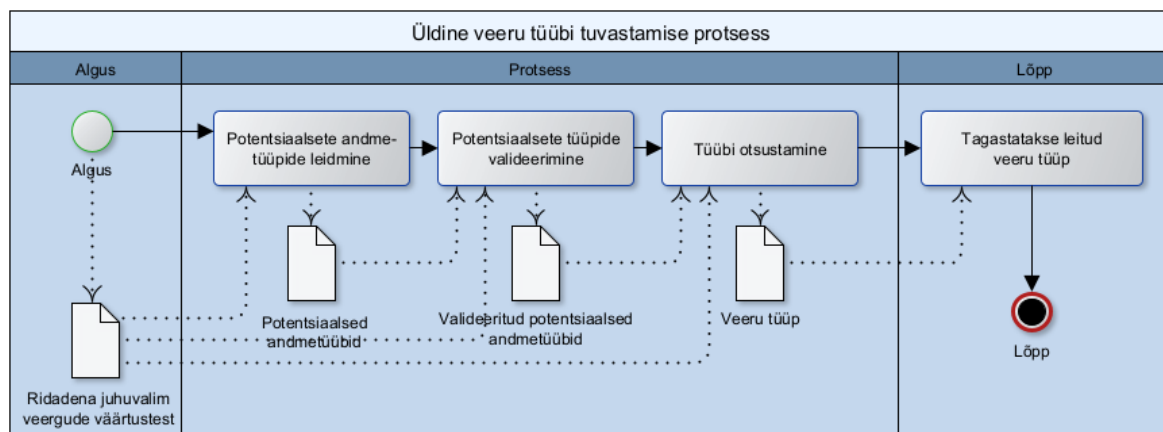 Üldine veeru tüübi tuvastamise protsess
Algus
Protsess
Lõpp
Algus
Potentsiaalsete andme-
tüüpide leidmine
Potentsiaalsete tüüpide
valideerimine
Tüübi otsustamine
Tagastatakse leitud
veeru tüüp
Potentsiaalsed
andmetüübid
Valideeritud potentsiaalsed
andmetüübid
Veeru tüüp
Lõpp
Ridadena juhuvalim
veergude väärtustest